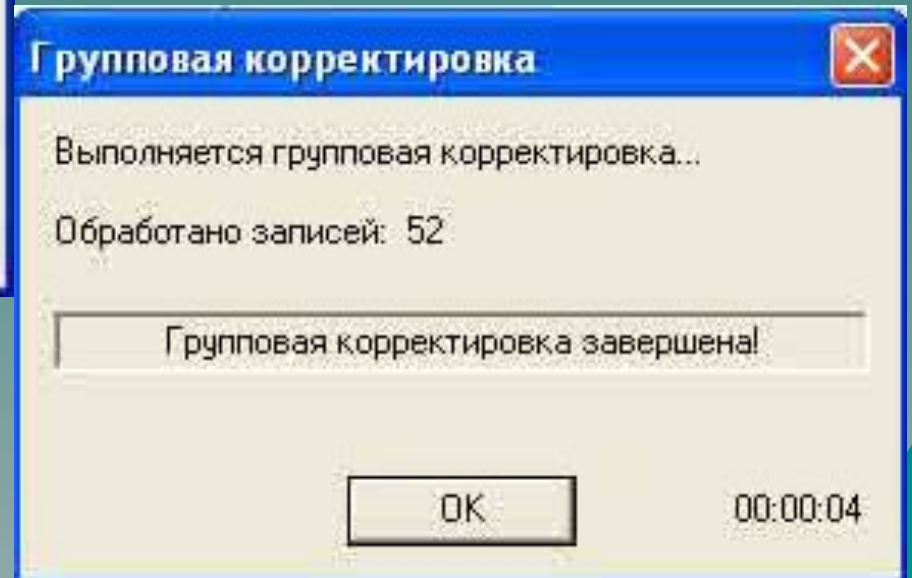 Групповая корректировка
Выполняется групповая корректировка...
Обработано записей: 52
Групповая корректировка завершена!
OK
00:00:04